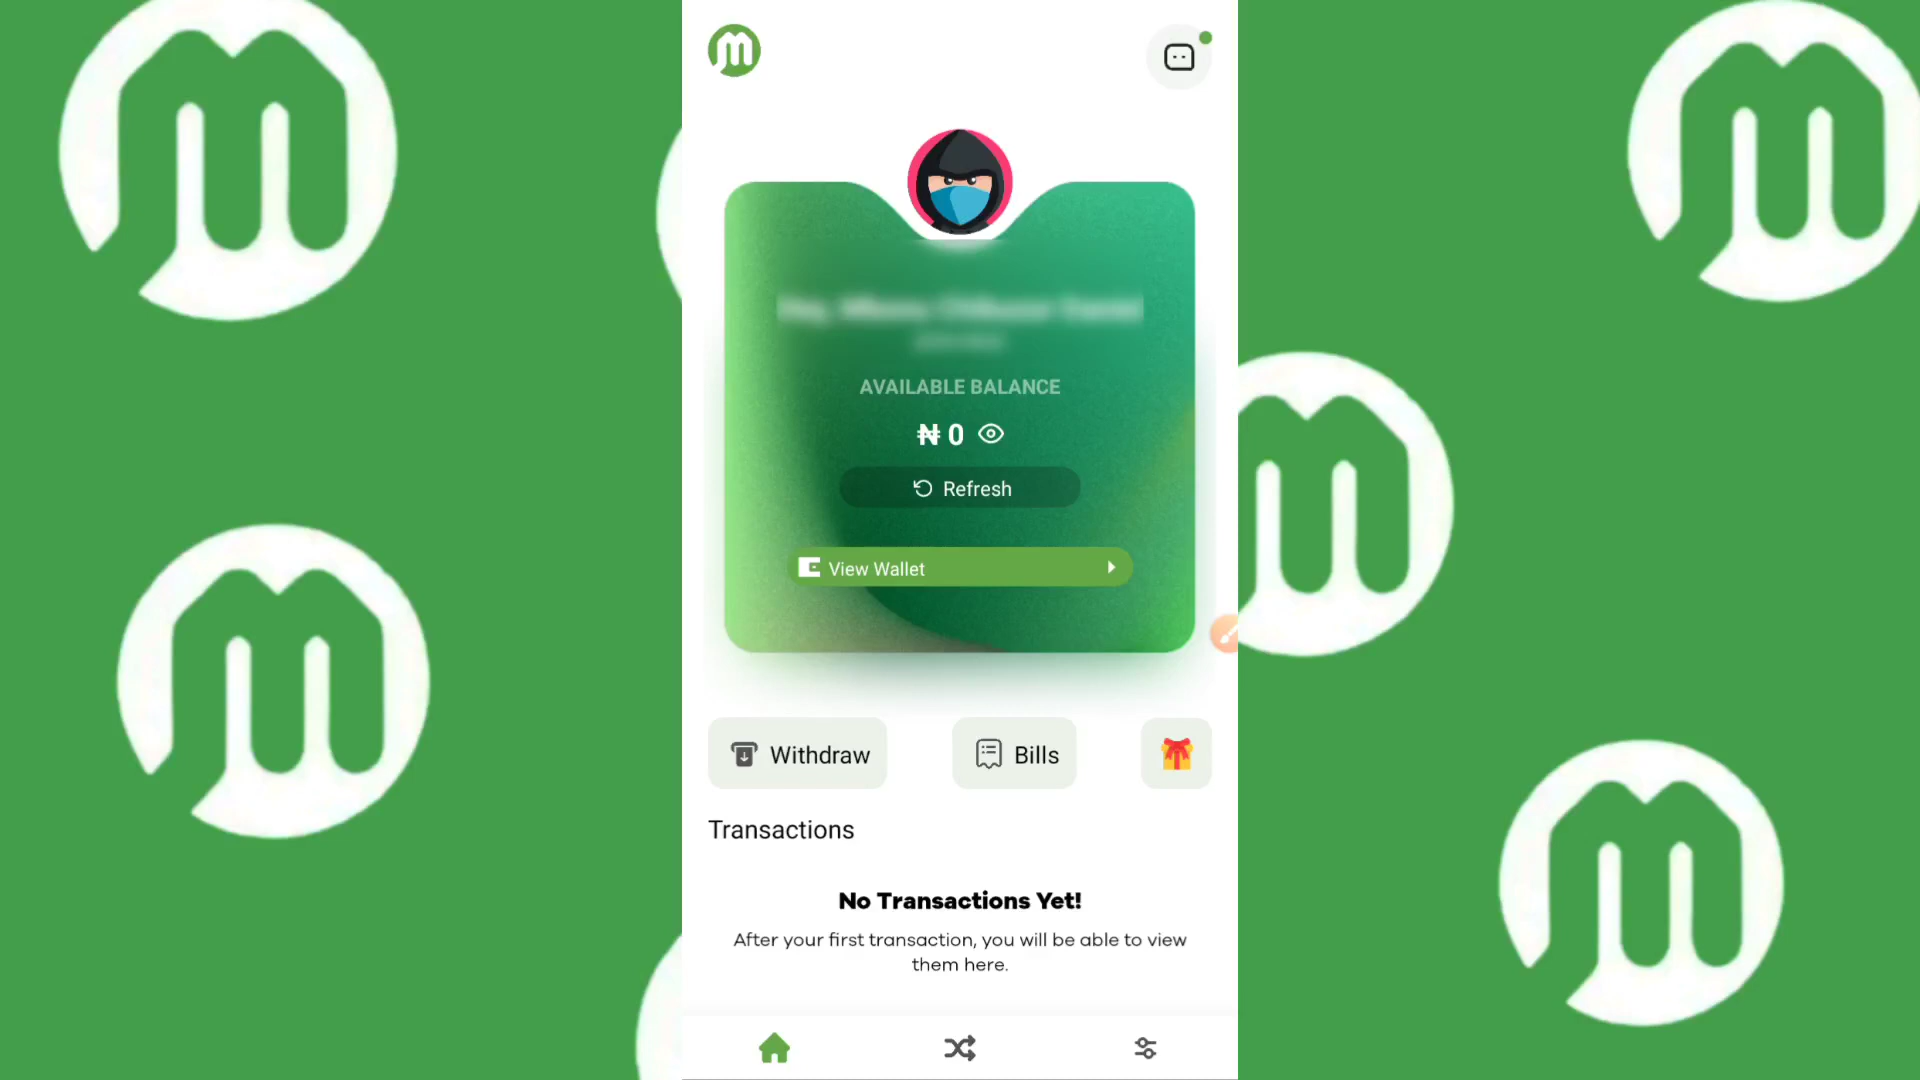 AVAILABLE BALANCE
₦ 0
Refresh
View Wallet
Withdraw
Bills
Transactions
No Transactions Yet!
After your first transaction, you will be able to view
them here.